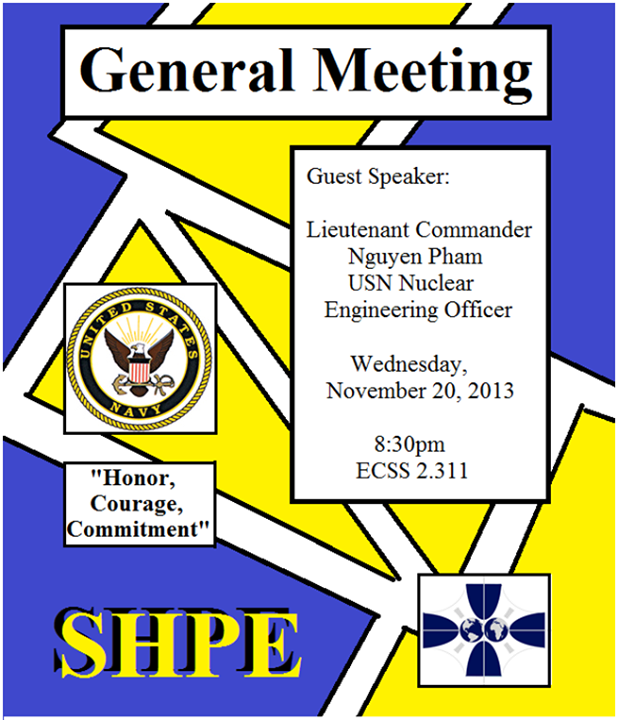 General Meeting
Guest Speaker:
Lieutenant Commander
Nguyen Pham
USN Nuclear
Engineering Officer
Wednesday,
November 20, 2013
8:30pm
ECSS 2.311
UNITED STATES
NAVY
"Honor,
Courage,
Commitment"
SHPE